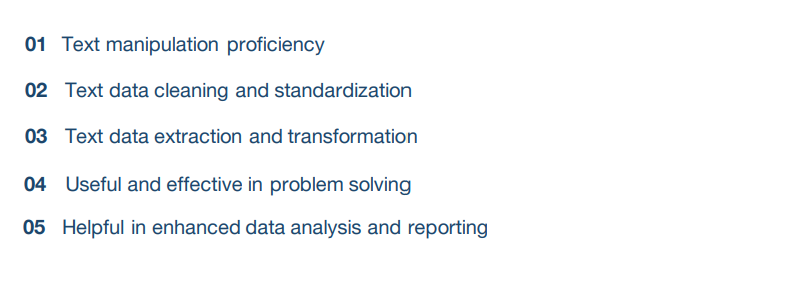 01 Text manipulation proficiency
02 Text data cleaning and standardization
03 Text data extraction and transformation
04 Useful and effective in problem solving
05 Helpful in enhanced data analysis and reporting